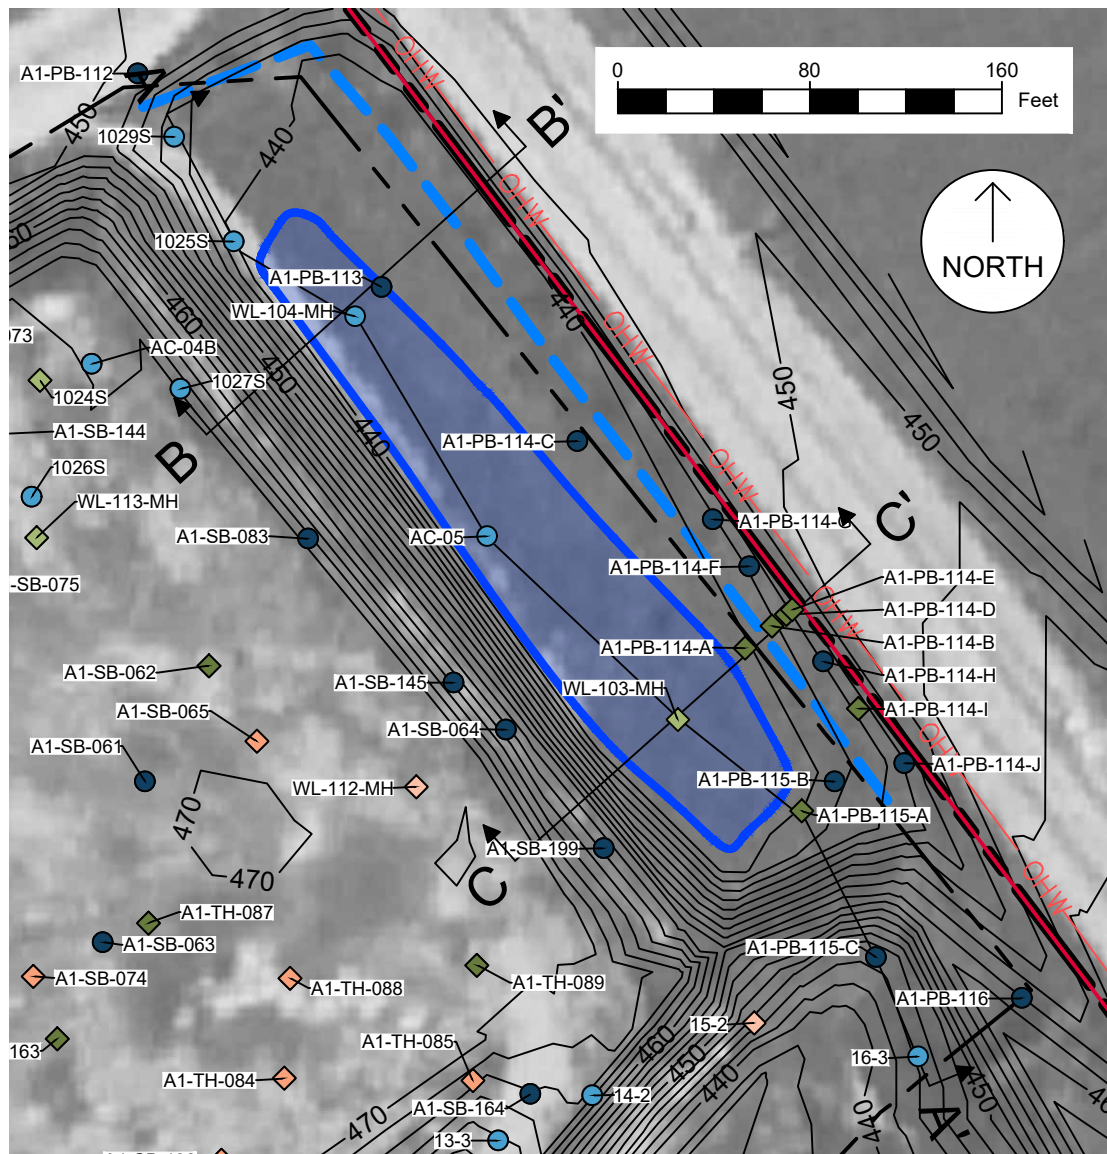 0 80 160
Feet
NORTH
A1-PB-112
A
450
1029S
440
B'
OHW
OHW
1025S
A1-PB-113
WL-104-MH
440
OHW
460
073
AC-04B
1027S
1024S
450
450
450
A1-SB-144
440
1026S
B
A1-PB-114-C
OHW
WL-113-MH
A1-PB-114-G
C'
A1-SB-083
AC-05
A1-PB-114-F
A1-PB-114-E
-SB-075
OHW
A1-PB-114-D
A1-PB-114-B
A1-PB-114-A
A1-SB-062
A1-PB-114-H
A1-SB-145
WL-103-MH
A1-SB-065
A1-PB-114-I
A1-SB-064
OHW
A1-SB-061
A1-PB-114-J
WL-112-MH
A1-PB-115-B
470
A1-PB-115-A
A1-SB-199
470
C
OHW
A1-TH-087
A1-SB-063
A1-PB-115-C
A1-SB-074
A1-TH-088
A1-TH-089
A1-PB-116
15-2
163
A1-TH-085
460
450
440
16-3
A1-TH-084
450
A1-SB-164
14-2
440
A'
470
13-3